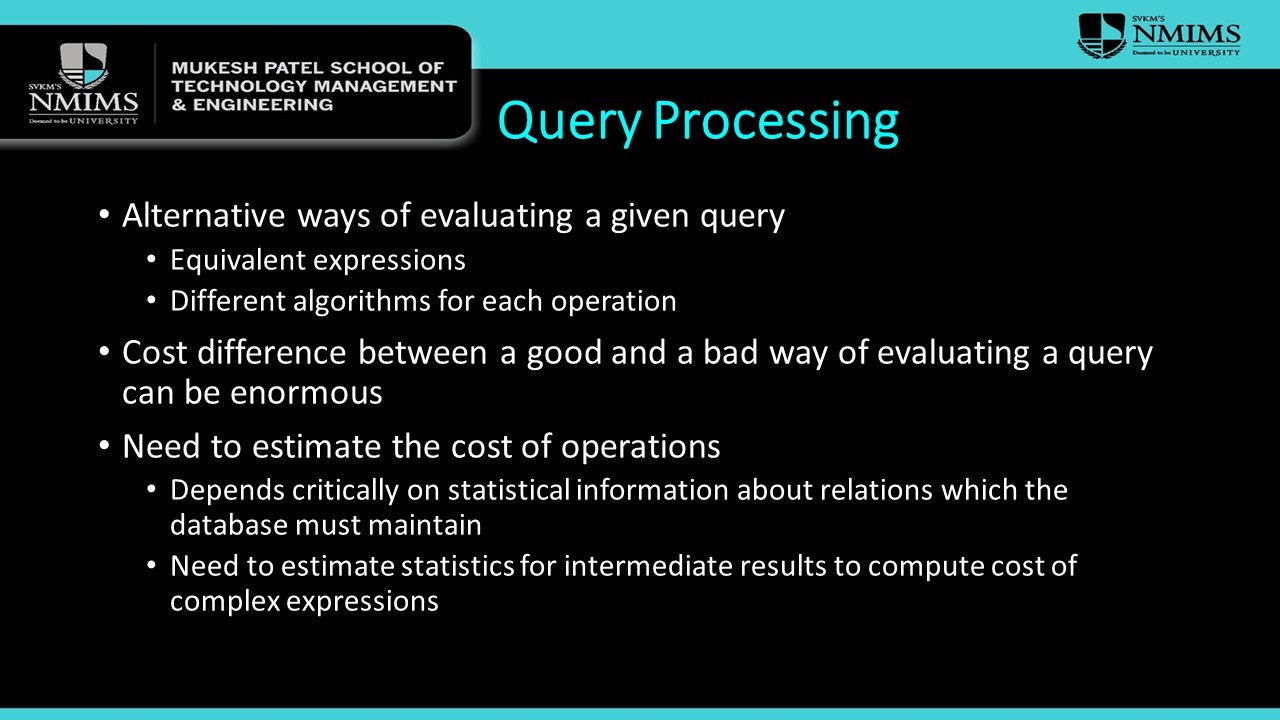 SVKM'S
NMIMS
Deemed to be UNIVERSITY
MUKESH PATEL SCHOOL OF
TECHNOLOGY MANAGEMENT
& ENGINEERING
SVKM'S
NMIMS
Deemed to be UNIVERSITY
Query Processing
• Alternative ways of evaluating a given query
• Equivalent expressions
• Different algorithms for each operation
• Cost difference between a good and a bad way of evaluating a query
can be enormous
• Need to estimate the cost of operations
• Depends critically on statistical information about relations which the
database must maintain
• Need to estimate statistics for intermediate results to compute cost of
complex expressions